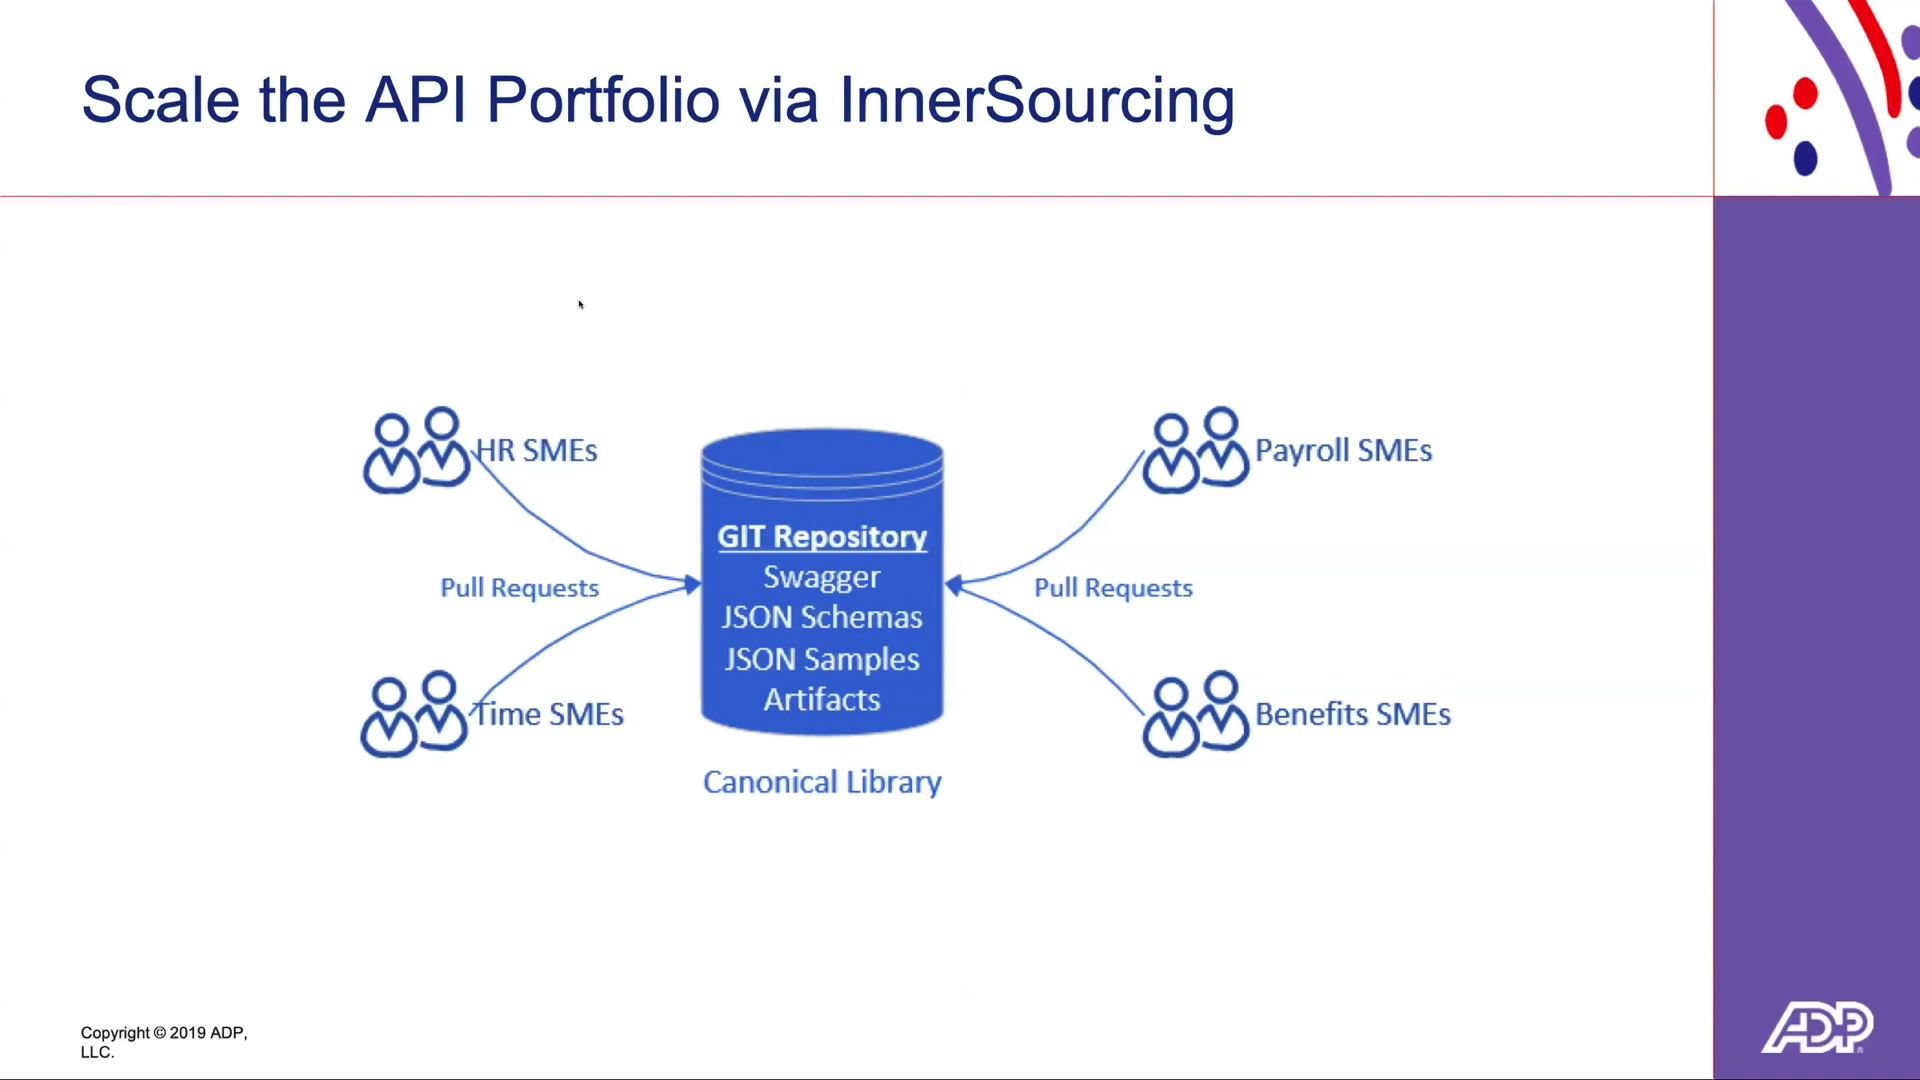 Scale the API Portfolio via InnerSourcing
HR SMEs
Payroll SMEs
GIT Repository
Swagger
JSON Schemas
JSON Samples
Artifacts
Pull Requests
Pull Requests
Time SMEs
Benefits SMEs
Canonical Library
Copyright © 2019 ADP,
LLC.
ADP